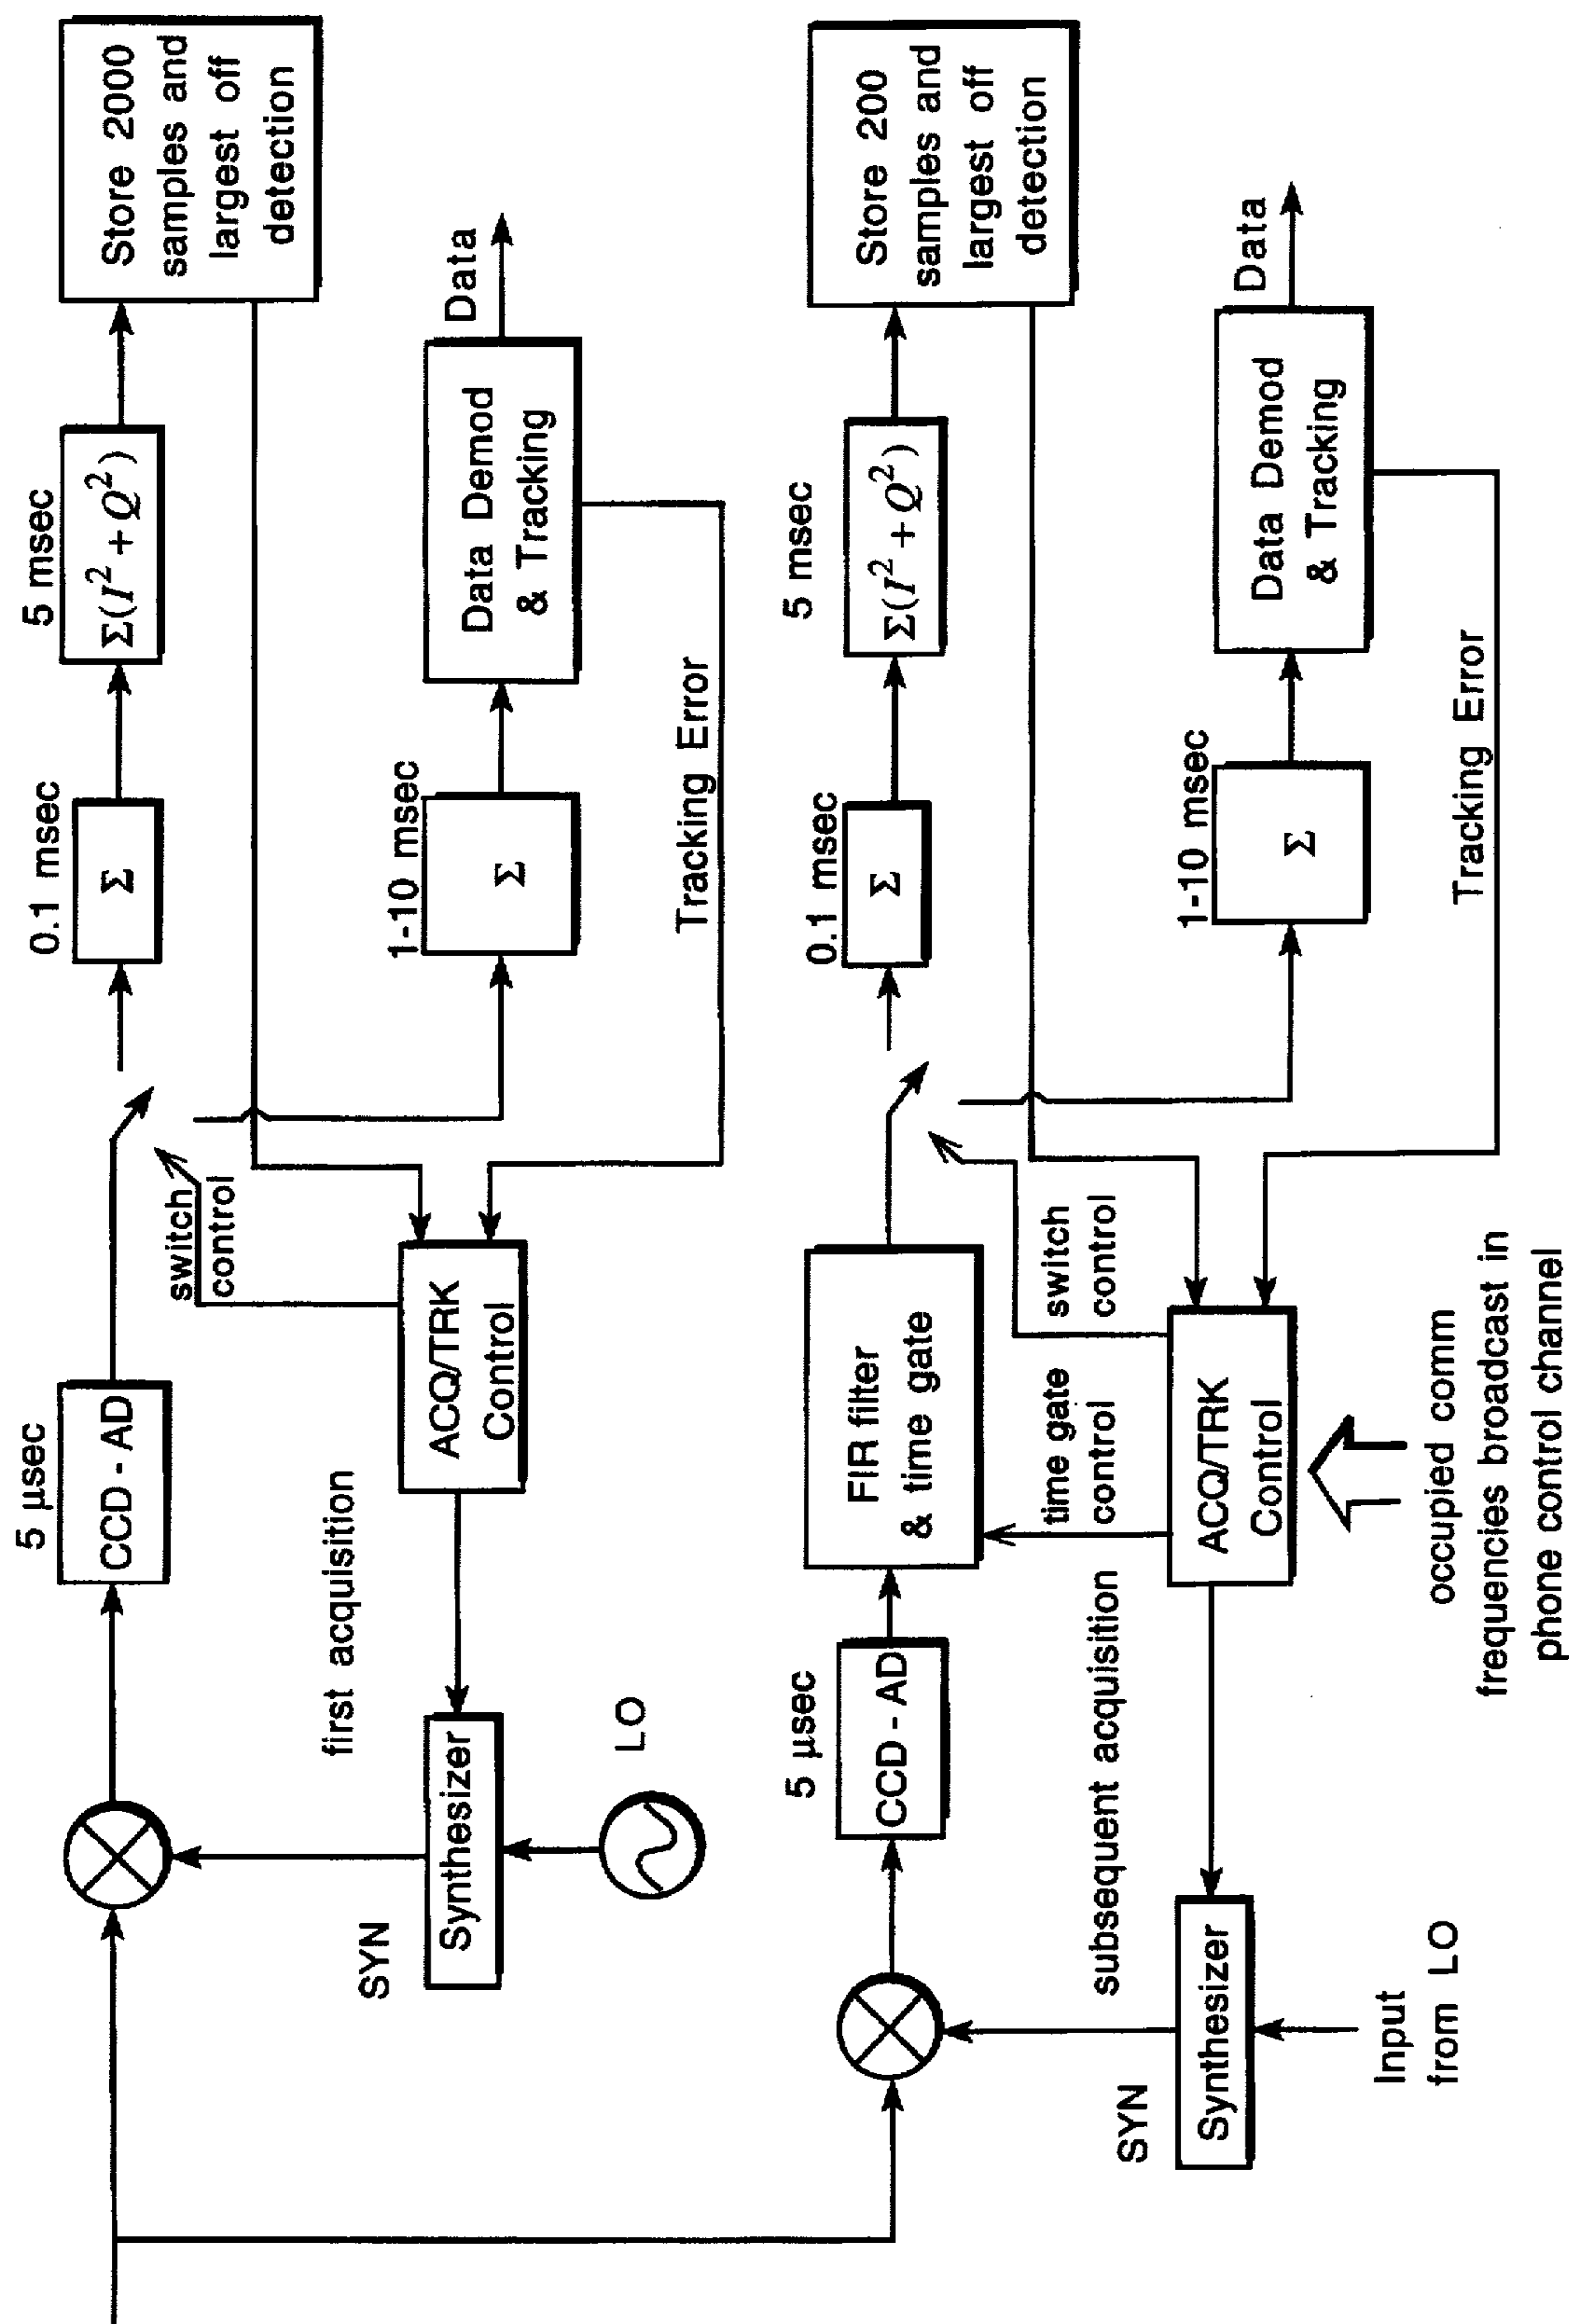 5 µsec
CCD - AD
0.1 msec
Σ
5 msec
Σ(I² + Q²)
Store 2000
samples and
largest off
detection
switch
control
first acquisition
ACQ/TRK
Control
SYN
Synthesizer
LO
1-10 msec
Σ
Data Demod
& Tracking
Data
Tracking Error
5 µsec
CCD - AD
FIR filter
& time gate
0.1 msec
Σ
5 msec
Σ(I² + Q²)
Store 200
samples and
largest off
detection
subsequent acquisition
time gate
control
switch
control
ACQ/TRK
Control
SYN
Synthesizer
Input
from LO
1-10 msec
Σ
Data Demod
& Tracking
Data
Tracking Error
occupied comm
frequencies broadcast in
phone control channel